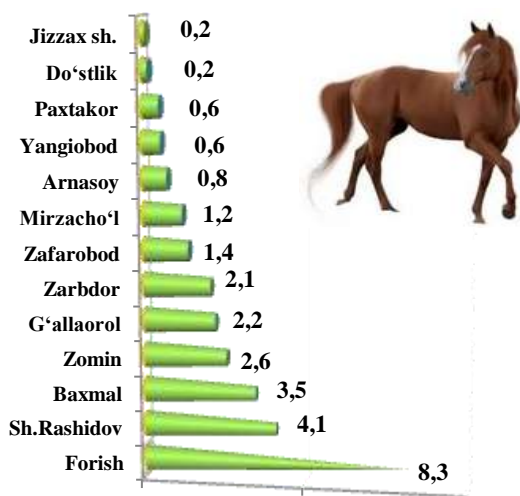 Jizzax sh. 0,2
Do‘stlik 0,2
Paxtakor 0,6
Yangiobod 0,6
Arnasoy 0,8
Mirzacho‘l 1,2
Zafarobod 1,4
Zarbdor 2,1
G‘allaorol 2,2
Zomin 2,6
Baxmal 3,5
Sh.Rashidov 4,1
Forish 8,3